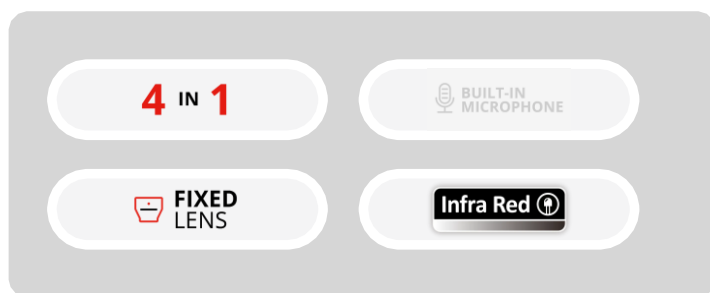 4 IN 1
BUILT-IN
MICROPHONE
FIXED
LENS
Infra Red